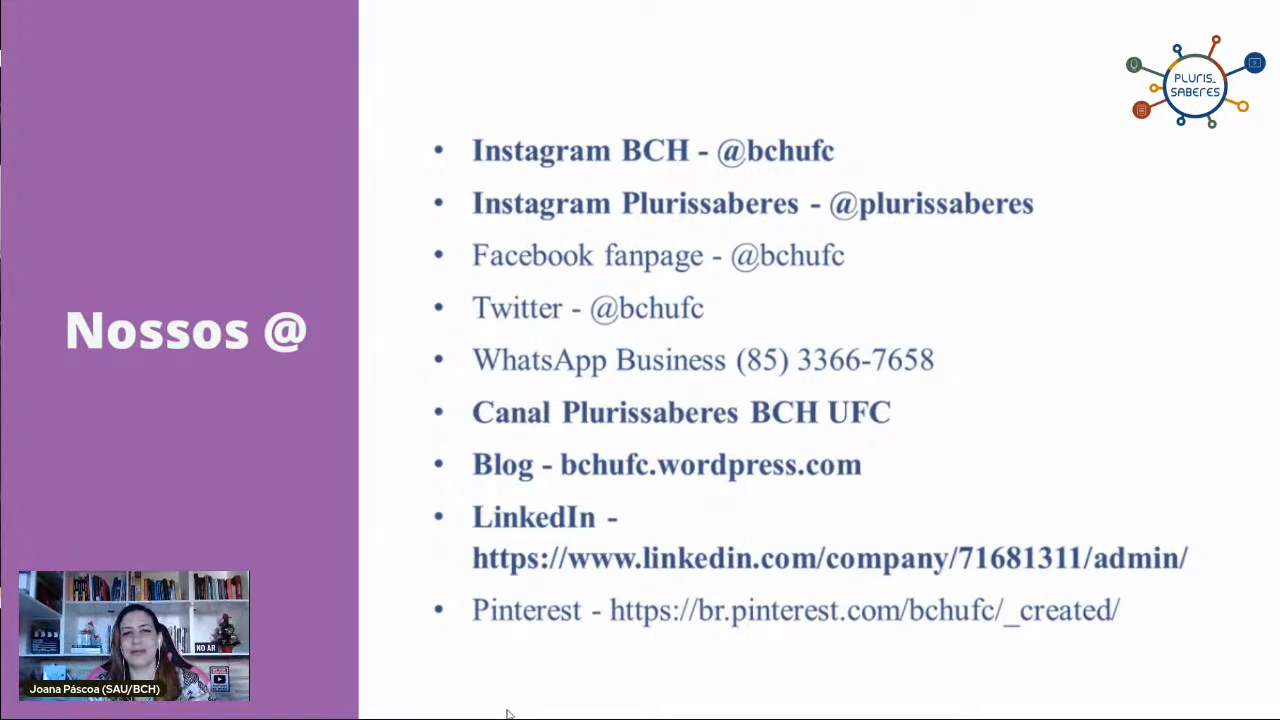 PLURIS_
SABERES
Nossos @
• Instagram BCH - @bchufc
• Instagram Plurissaberes - @plurissaberes
• Facebook fanpage - @bchufc
• Twitter - @bchufc
• WhatsApp Business (85) 3366-7658
• Canal Plurissaberes BCH UFC
• Blog - bchufc.wordpress.com
• LinkedIn -
https://www.linkedin.com/company/71681311/admin/
• Pinterest - https://br.pinterest.com/bchufc/_created/
NO AR
Joana Páscoa (SAU/BCH)